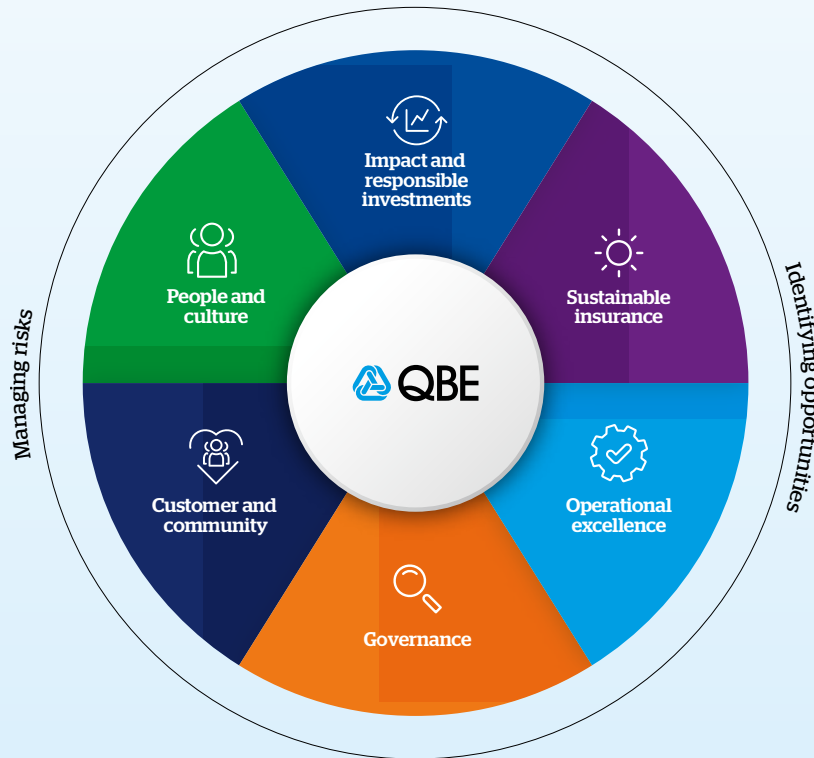 Impact and
responsible
investments
Sustainable
insurance
Operational
excellence
Governance
Customer and
community
People and
culture
QBE
Managing risks
Identifying opportunities